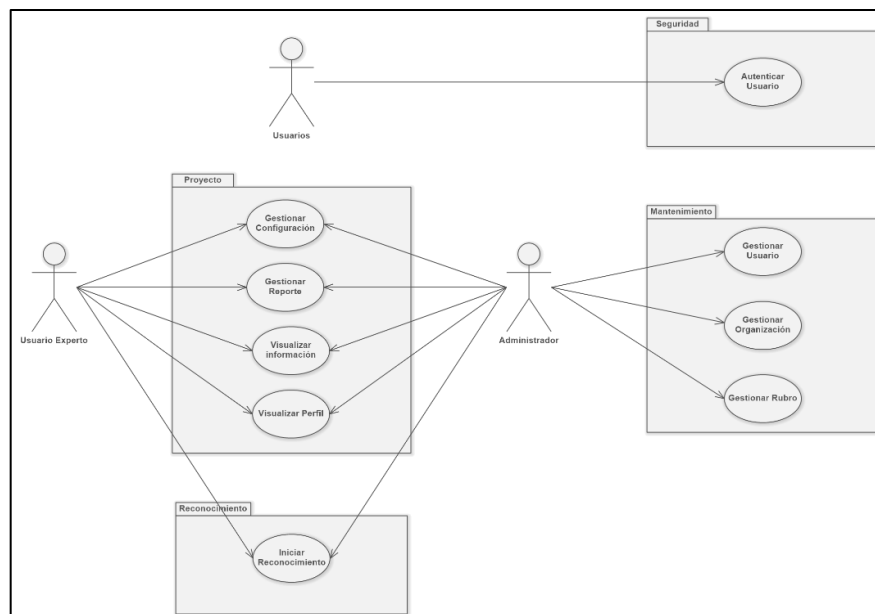 Seguridad
Autenticar
Usuario
Usuarios
Proyecto
Gestionar
Configuración
Gestionar
Reporte
Visualizar
información
Visualizar Perfil
Usuario Experto
Administrador
Mantenimiento
Gestionar
Usuario
Gestionar
Organización
Gestionar Rubro
Reconocimiento
Iniciar
Reconocimiento